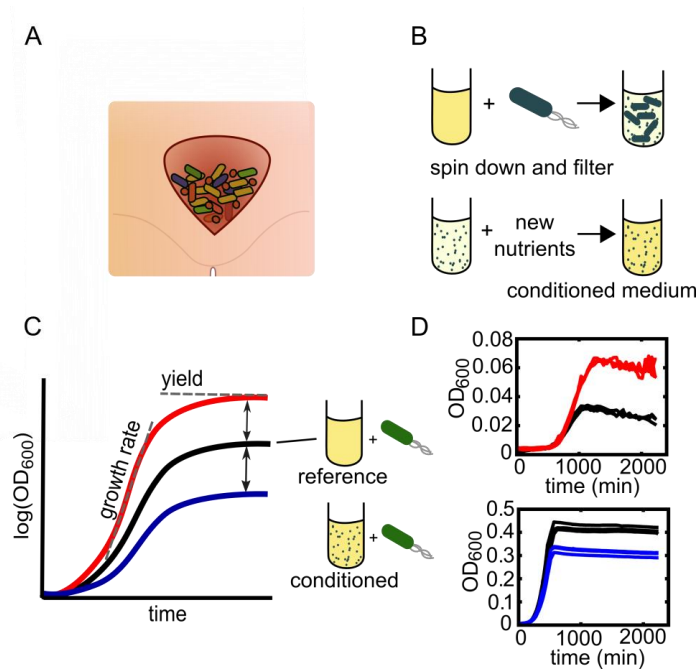 A
B
+
spin down and filter
+ new
nutrients
conditioned medium
C
yield
growth rate
log(OD600)
time
+
reference
+
conditioned
D
0.08
0.06
0.04
0.02
0
OD600
0 1000 2000
time (min)
0.5
0.4
0.3
0.2
0.1
0
OD600
0 1000 2000
time (min)